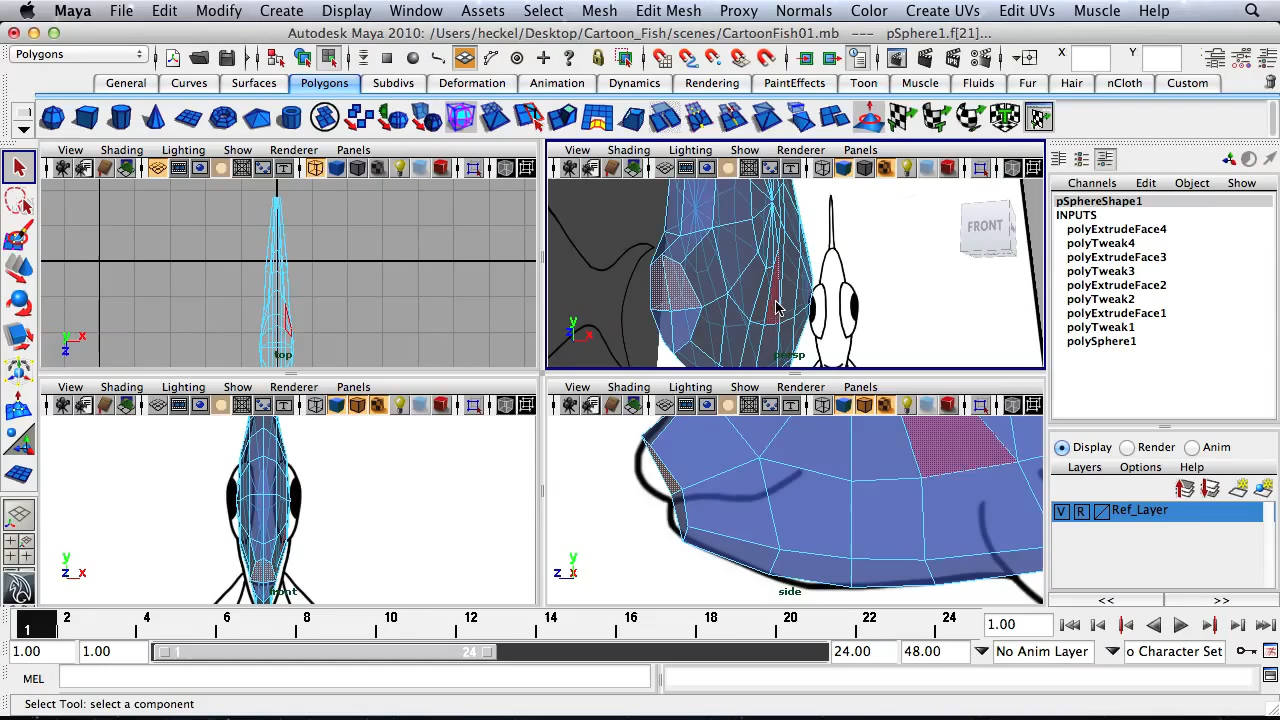 Maya File Edit Modify Create Display Window Assets Select Mesh Edit Mesh Proxy Normals Color Create UVs Edit UVs Muscle Help
Autodesk Maya 2010: /Users/heckel/Desktop/Cartoon_Fish/scenes/CartoonFish01.mb --- pSphere1.f[21]...
Polygons X Y
General Curves Surfaces Polygons Subdivs Deformation Animation Dynamics Rendering PaintEffects Toon Muscle Fluids Fur Hair nCloth Custom
View Shading Lighting Show Renderer Panels
y x z
top
View Shading Lighting Show Renderer Panels
FRONT
y z x
persp
View Shading Lighting Show Renderer Panels
y z x
front
View Shading Lighting Show Renderer Panels
y z x
side
Channels Edit Object Show
pSphereShape1
INPUTS
polyExtrudeFace4
polyTweak4
polyExtrudeFace3
polyTweak3
polyExtrudeFace2
polyTweak2
polyExtrudeFace1
polyTweak1
polySphere1
Display Render Anim
Layers Options Help
V R Ref_Layer
<< >>
1 2 4 6 8 10 12 14 16 18 20 22 24 1.00
1.00 1.00 1 24 24.00 48.00 No Anim Layer o Character Set
MEL
Select Tool: select a component